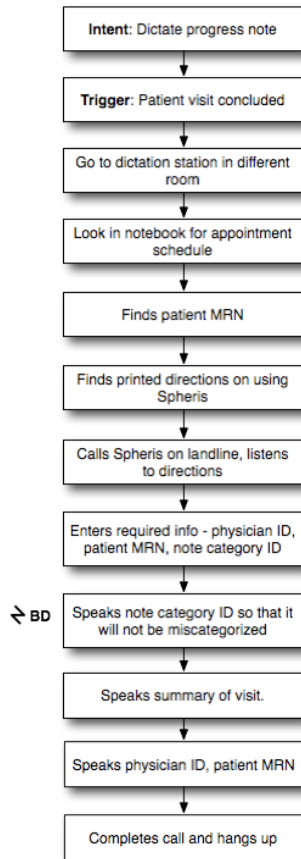 Intent: Dictate progress note
Trigger: Patient visit concluded
Go to dictation station in different
room
Look in notebook for appointment
schedule
Finds patient MRN
Finds printed directions on using
Spheris
Calls Spheris on landline, listens
to directions
Enters required info - physician ID,
patient MRN, note category ID
BD
Speaks note category ID so that it
will not be miscategorized
Speaks summary of visit.
Speaks physician ID, patient MRN
Completes call and hangs up